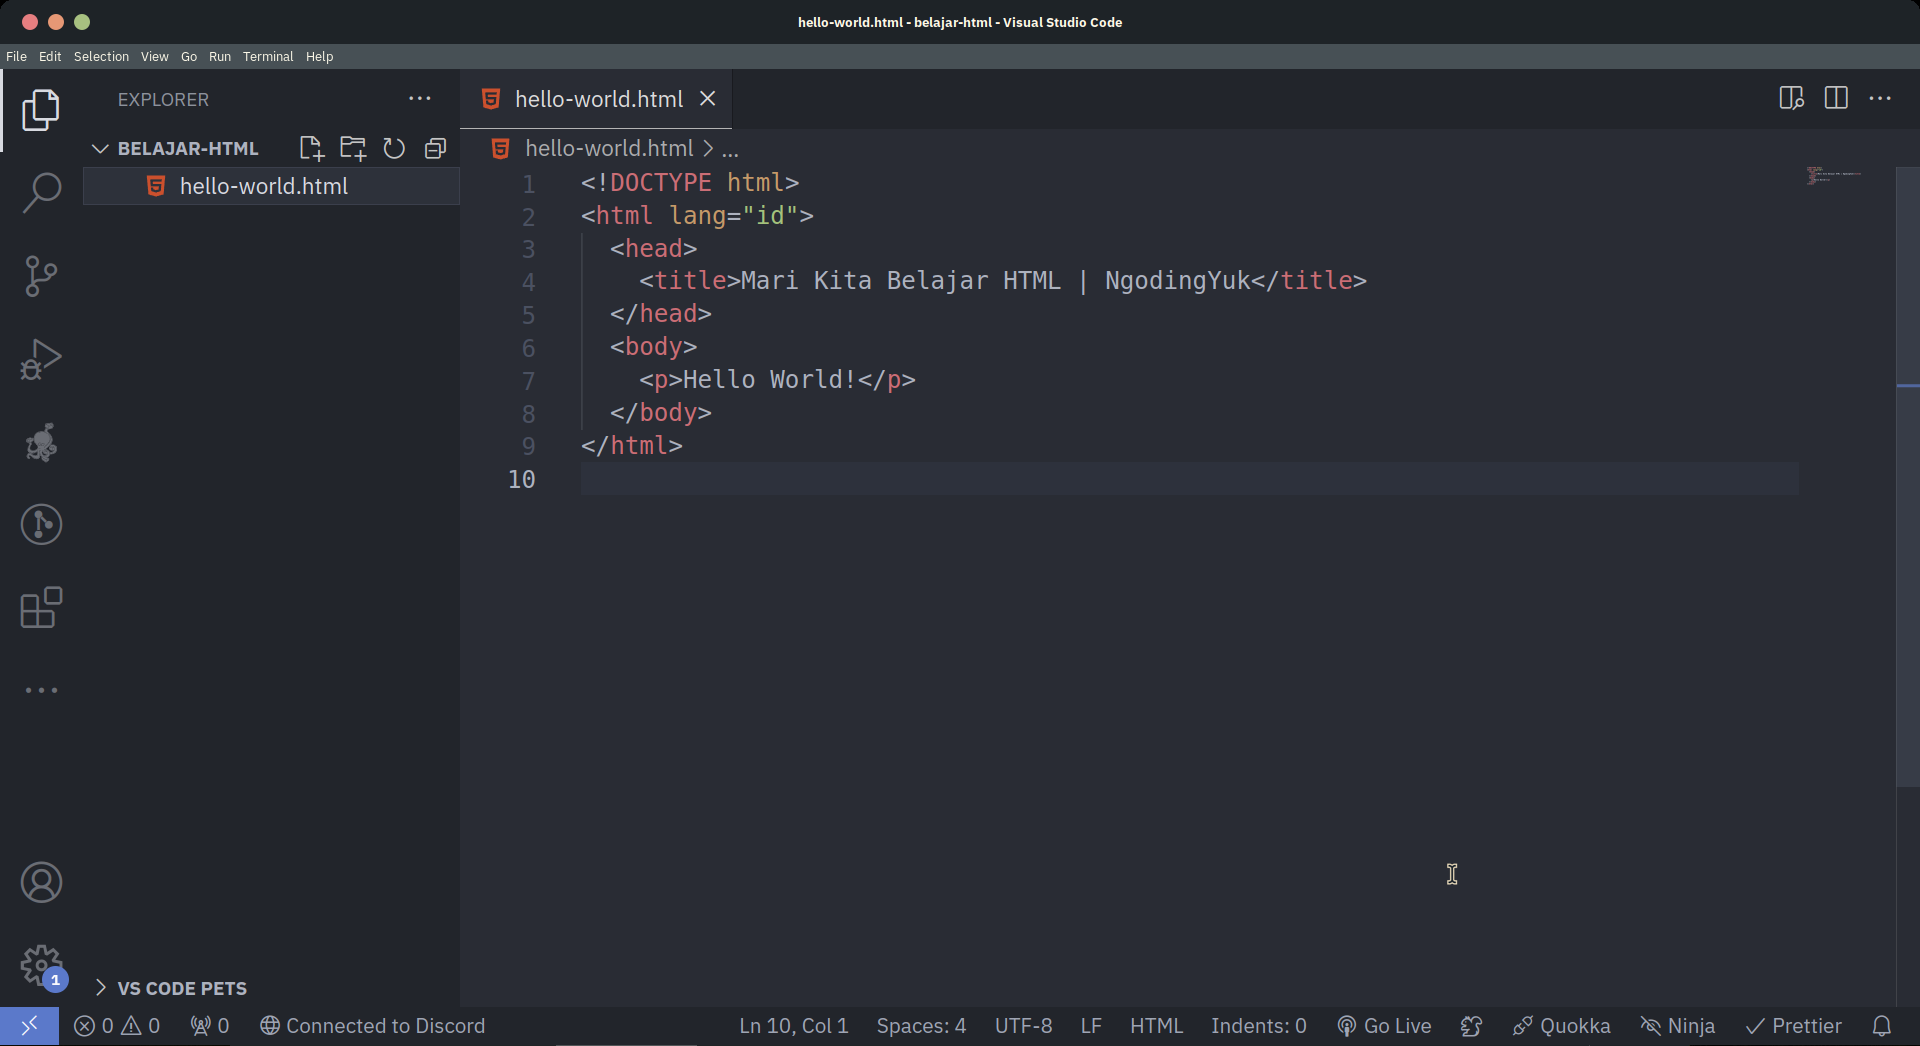 hello-world.html - belajar-html - Visual Studio Code
File Edit Selection View Go Run Terminal Help
EXPLORER
BELAJAR-HTML
hello-world.html
hello-world.html
hello-world.html > ...
1 <!DOCTYPE html>
2 <html lang="id">
3 <head>
4 <title>Mari Kita Belajar HTML | NgodingYuk</title>
5 </head>
6 <body>
7 <p>Hello World!</p>
8 </body>
9 </html>
10
1
VS CODE PETS
0 0 0 Connected to Discord Ln 10, Col 1 Spaces: 4 UTF-8 LF HTML Indents: 0 Go Live Quokka Ninja Prettier